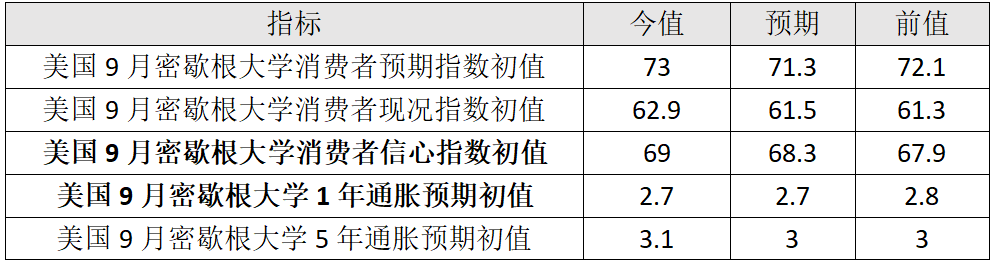 指标 今值 预期 前值
美国9月密歇根大学消费者预期指数初值 73 71.3 72.1
美国9月密歇根大学消费者现况指数初值 62.9 61.5 61.3
美国9月密歇根大学消费者信心指数初值 69 68.3 67.9
美国9月密歇根大学1年通胀预期初值 2.7 2.7 2.8
美国9月密歇根大学5年通胀预期初值 3.1 3 3